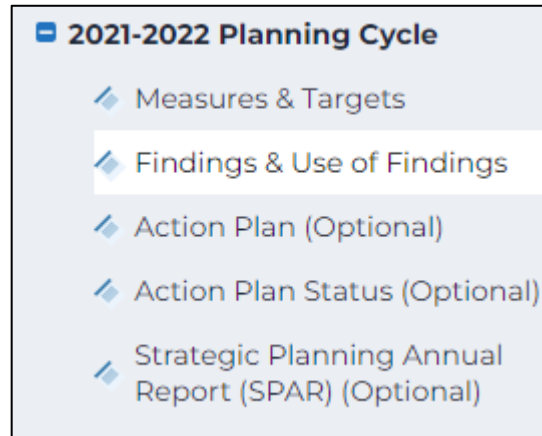 2021-2022 Planning Cycle
Measures & Targets
Findings & Use of Findings
Action Plan (Optional)
Action Plan Status (Optional)
Strategic Planning Annual
Report (SPAR) (Optional)